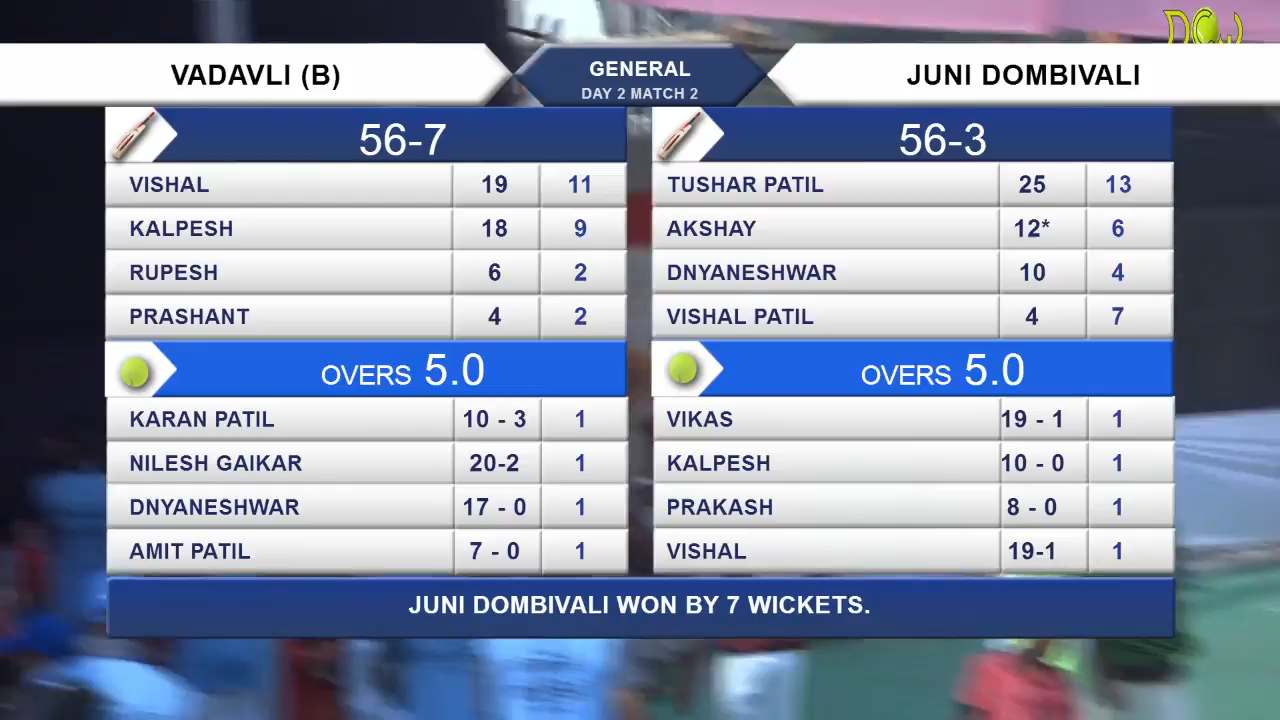 DCW
VADAVLI (B)
GENERAL
DAY 2 MATCH 2
JUNI DOMBIVALI
56-7
VISHAL 19 11
KALPESH 18 9
RUPESH 6 2
PRASHANT 4 2
OVERS 5.0
KARAN PATIL 10 - 3 1
NILESH GAIKAR 20-2 1
DNYANESHWAR 17 - 0 1
AMIT PATIL 7 - 0 1
56-3
TUSHAR PATIL 25 13
AKSHAY 12* 6
DNYANESHWAR 10 4
VISHAL PATIL 4 7
OVERS 5.0
VIKAS 19 - 1 1
KALPESH 10 - 0 1
PRAKASH 8 - 0 1
VISHAL 19-1 1
JUNI DOMBIVALI WON BY 7 WICKETS.